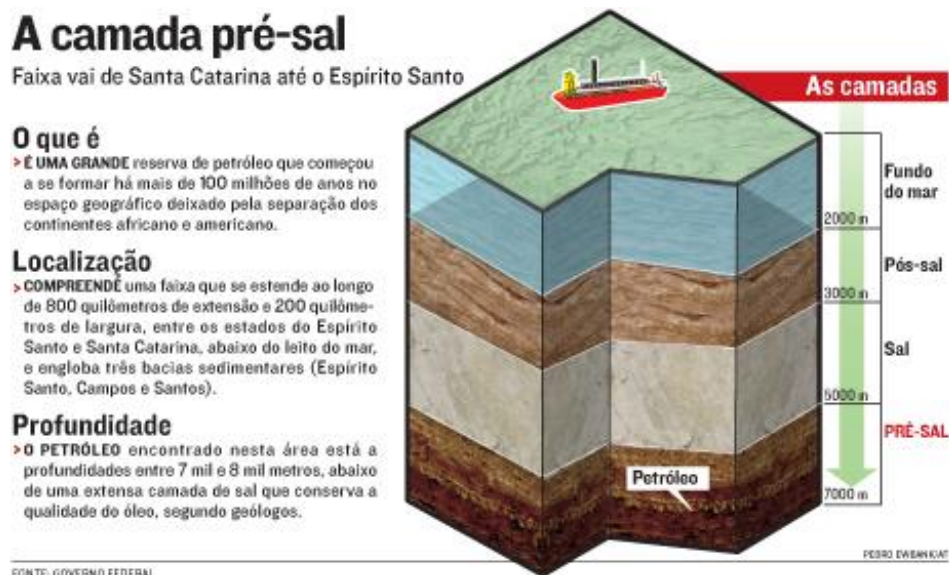 A camada pré-sal
Faixa vai de Santa Catarina até o Espírito Santo
O que é
> É UMA GRANDE reserva de petróleo que começou
a se formar há mais de 100 milhões de anos no
espaço geográfico deixado pela separação dos
continentes africano e americano.
Localização
> COMPREENDE uma faixa que se estende ao longo
de 800 quilômetros de extensão e 200 quilôme-
tros de largura, entre os estados do Espírito
Santo e Santa Catarina, abaixo do leito do mar,
e engloba três bacias sedimentares (Espírito
Santo, Campos e Santos).
Profundidade
> O PETRÓLEO encontrado nesta área está a
profundidades entre 7 mil e 8 mil metros, abaixo
de uma extensa camada de sal que conserva a
qualidade do óleo, segundo geólogos.
FONTE: GOVERNO FEDERAL
As camadas
Fundo
do mar
2000 m
Pós-sal
3000 m
Sal
5000 m
PRÉ-SAL
7000 m
Petróleo
PEDRO EWBANK/AT